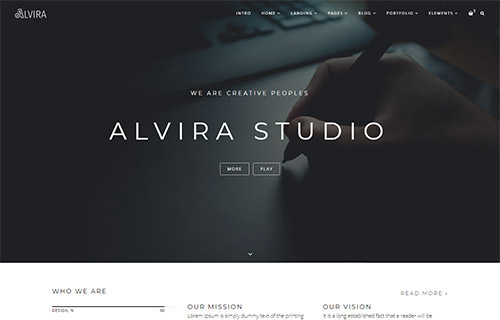 ALVIRA
INTRO HOME LANGING PAGES BLOG PORTFOLIO ELEMENTS
WE ARE CREATIVE PEOPLES
ALVIRA STUDIO
MORE PLAY
WHO WE ARE
READ MORE »
DESIGN, %
OUR MISSION
OUR VISION
Lorem Ipsum is simply dummy text of the printing
It is a long established fact that a reader will be